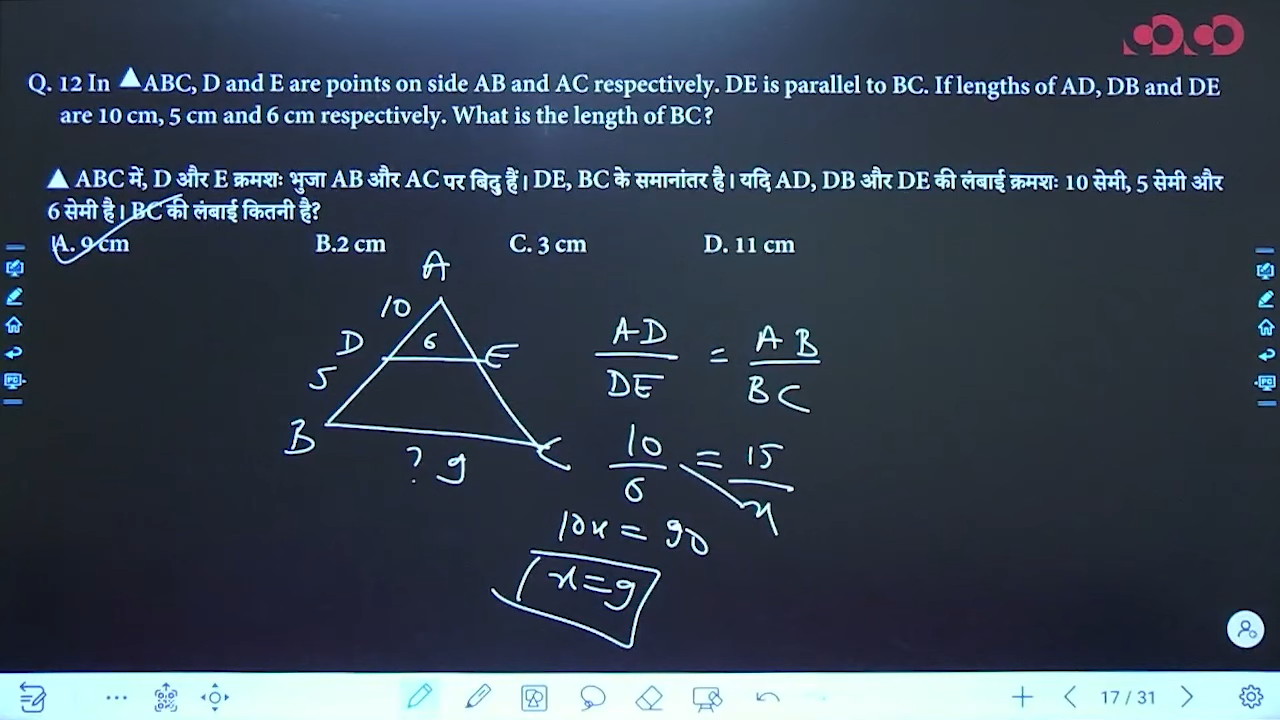 Q. 12 In ▲ABC, D and E are points on side AB and AC respectively. DE is parallel to BC. If lengths of AD, DB and DE
are 10 cm, 5 cm and 6 cm respectively. What is the length of BC?
▲ ABC में, D और E क्रमशः भुजा AB और AC पर बिंदु हैं। DE, BC के समानांतर है। यदि AD, DB और DE की लंबाई क्रमशः 10 सेमी, 5 सेमी और
6 सेमी है। BC की लंबाई कितनी है?
A. 9 cm B.2 cm C. 3 cm D. 11 cm
A
10
D 6 E
5
B C
? 9
AD/DE = AB/BC
10/6 = 15/x
10x = 90
x = 9
17 / 31